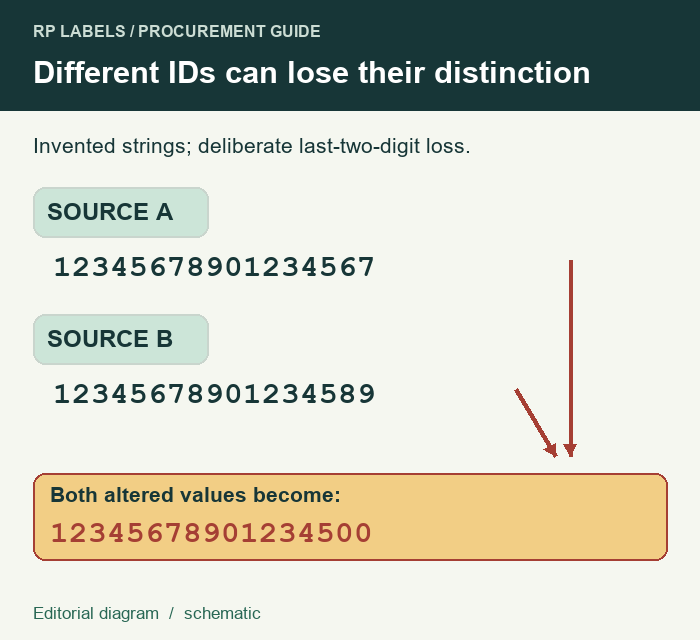 RP LABELS / PROCUREMENT GUIDE
Different IDs can lose their distinction
Invented strings; deliberate last-two-digit loss.
SOURCE A
12345678901234567
SOURCE B
12345678901234589
Both altered values become:
12345678901234500
Editorial diagram / schematic